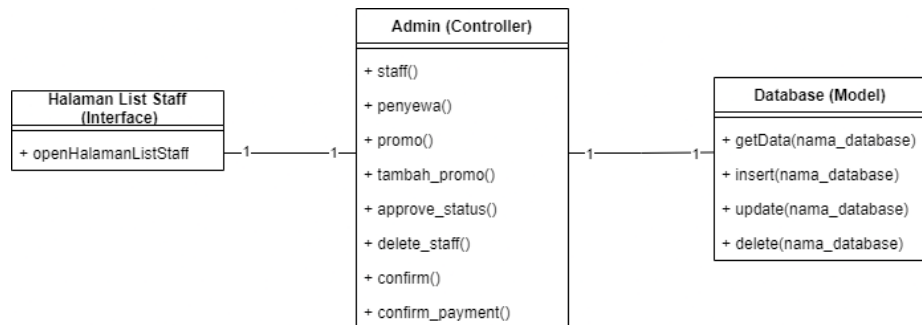 Halaman List Staff
(Interface)
+ openHalamanListStaff
1
1
Admin (Controller)
+ staff()
+ penyewa()
+ promo()
+ tambah_promo()
+ approve_status()
+ delete_staff()
+ confirm()
+ confirm_payment()
1
1
Database (Model)
+ getData(nama_database)
+ insert(nama_database)
+ update(nama_database)
+ delete(nama_database)